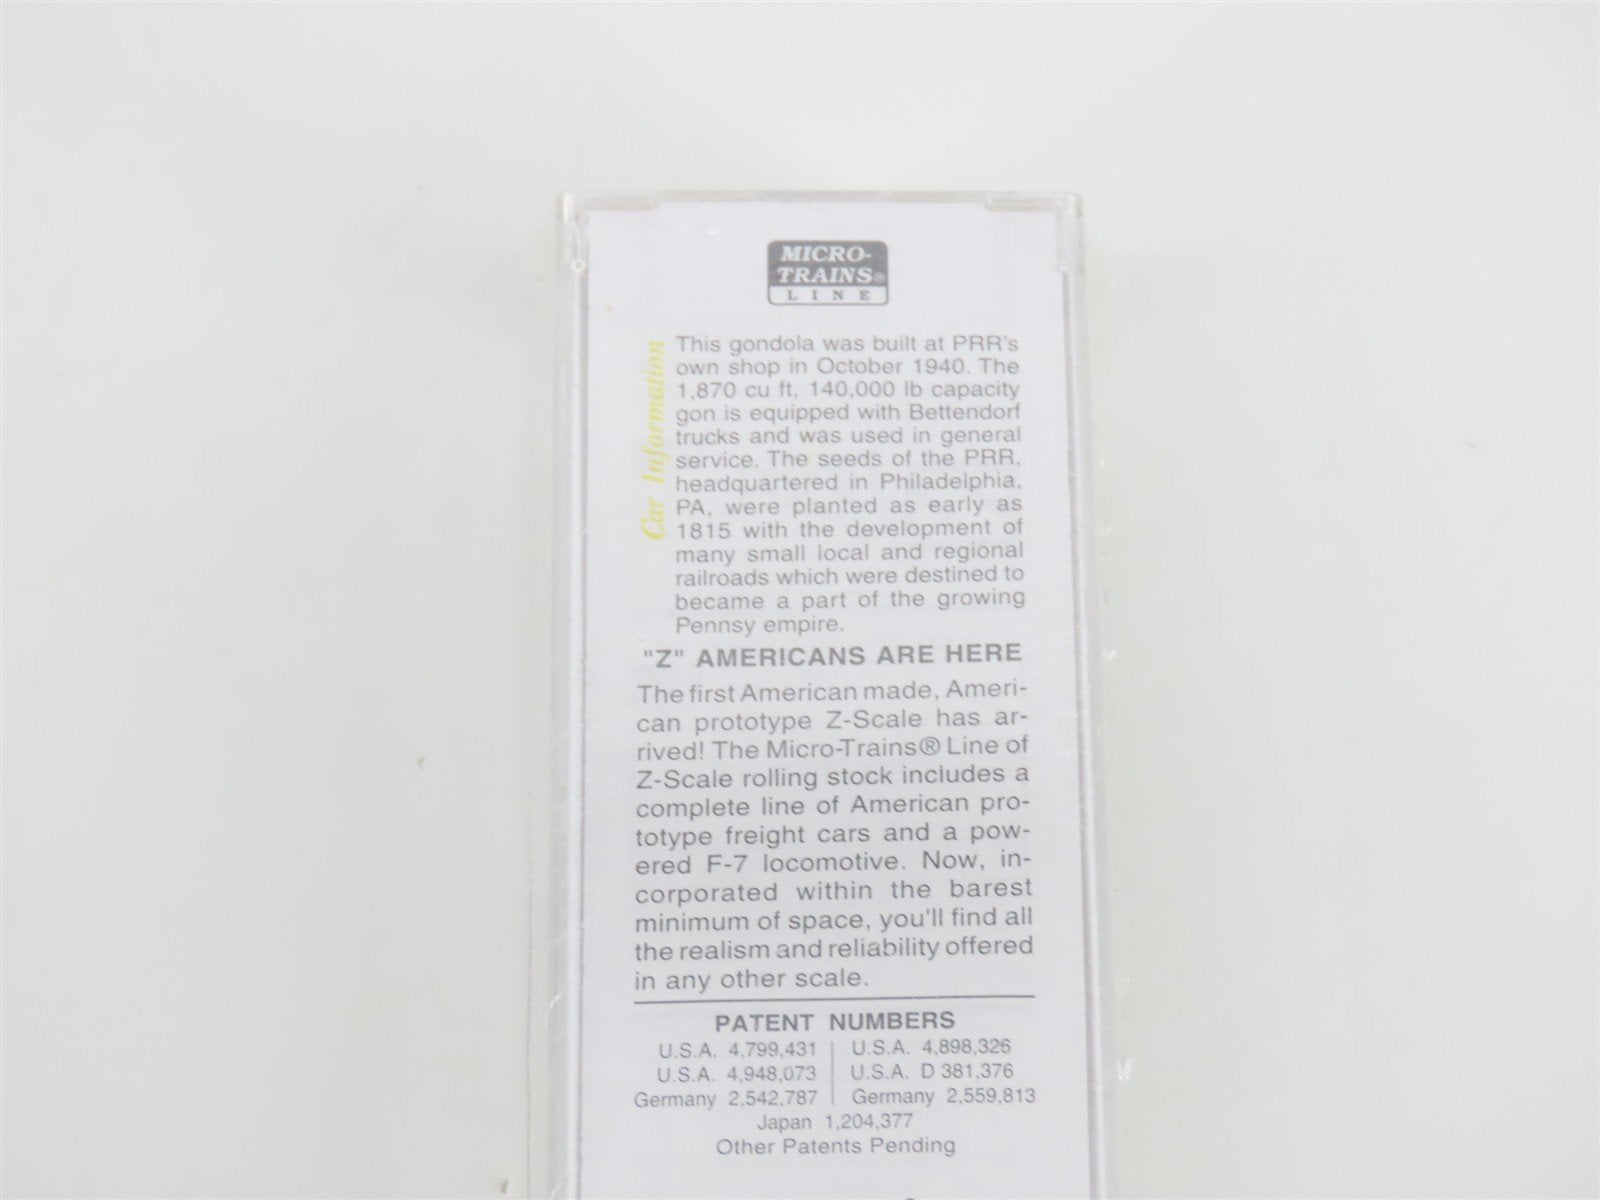 MICRO-
TRAINS®
LINE
Car Information
This gondola was built at PRR's
own shop in October 1940. The
1,870 cu ft, 140,000 lb capacity
gon is equipped with Bettendorf
trucks and was used in general
service. The seeds of the PRR,
headquartered in Philadelphia,
PA, were planted as early as
1815 with the development of
many small local and regional
railroads which were destined to
became a part of the growing
Pennsy empire.
"Z" AMERICANS ARE HERE
The first American made, Ameri-
can prototype Z-Scale has ar-
rived! The Micro-Trains® Line of
Z-Scale rolling stock includes a
complete line of American pro-
totype freight cars and a pow-
ered F-7 locomotive. Now, in-
corporated within the barest
minimum of space, you'll find all
the realism and reliability offered
in any other scale.
PATENT NUMBERS
U.S.A. 4,799,431 | U.S.A. 4,898,326
U.S.A. 4,948,073 | U.S.A. D 381,376
Germany 2,542,787 | Germany 2,559,813
Japan 1,204,377
Other Patents Pending